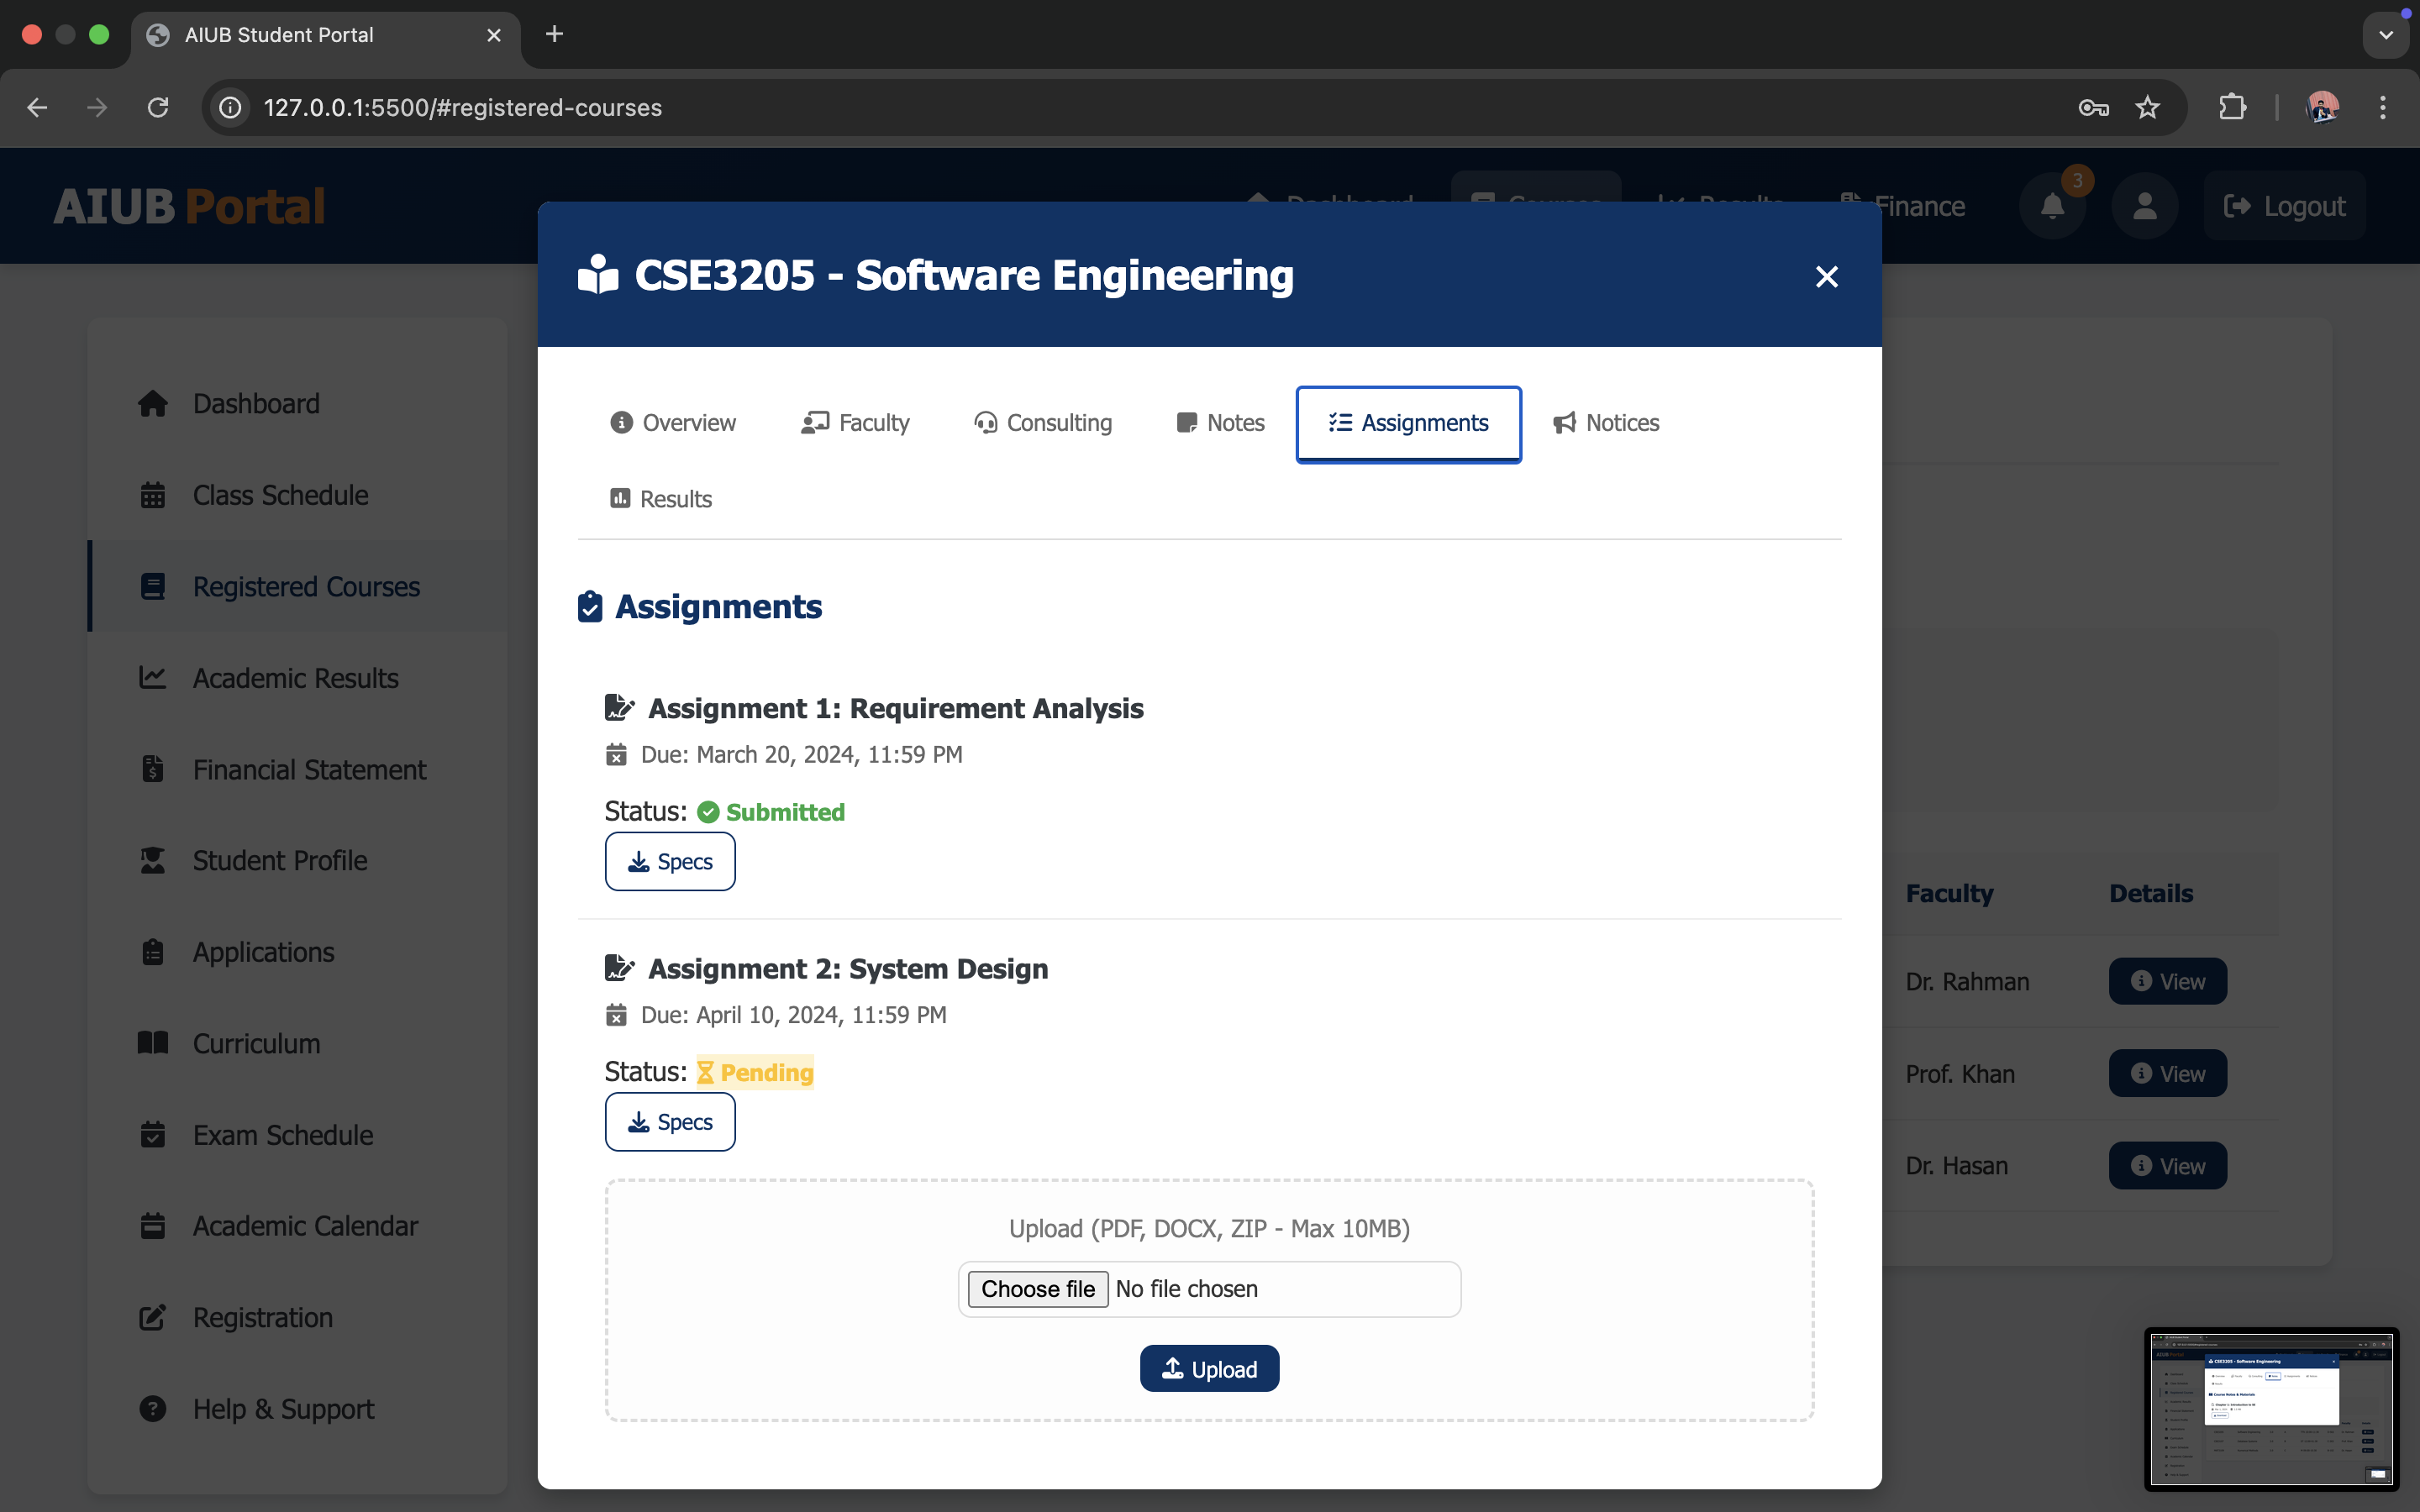 AIUB Student Portal
127.0.0.1:5500/#registered-courses
AIUB Portal
Dashboard
Courses
Results
Finance
3
Logout
CSE3205 - Software Engineering
Overview
Faculty
Consulting
Notes
Assignments
Notices
Results
Dashboard
Class Schedule
Registered Courses
Academic Results
Financial Statement
Student Profile
Applications
Curriculum
Exam Schedule
Academic Calendar
Registration
Help & Support
Assignments
Assignment 1: Requirement Analysis
Due: March 20, 2024, 11:59 PM
Status: Submitted
Specs
Assignment 2: System Design
Due: April 10, 2024, 11:59 PM
Status: Pending
Specs
Upload (PDF, DOCX, ZIP - Max 10MB)
Choose file No file chosen
Upload
Faculty Details
Dr. Rahman View
Prof. Khan View
Dr. Hasan View
CSE3205 - Software Engineering